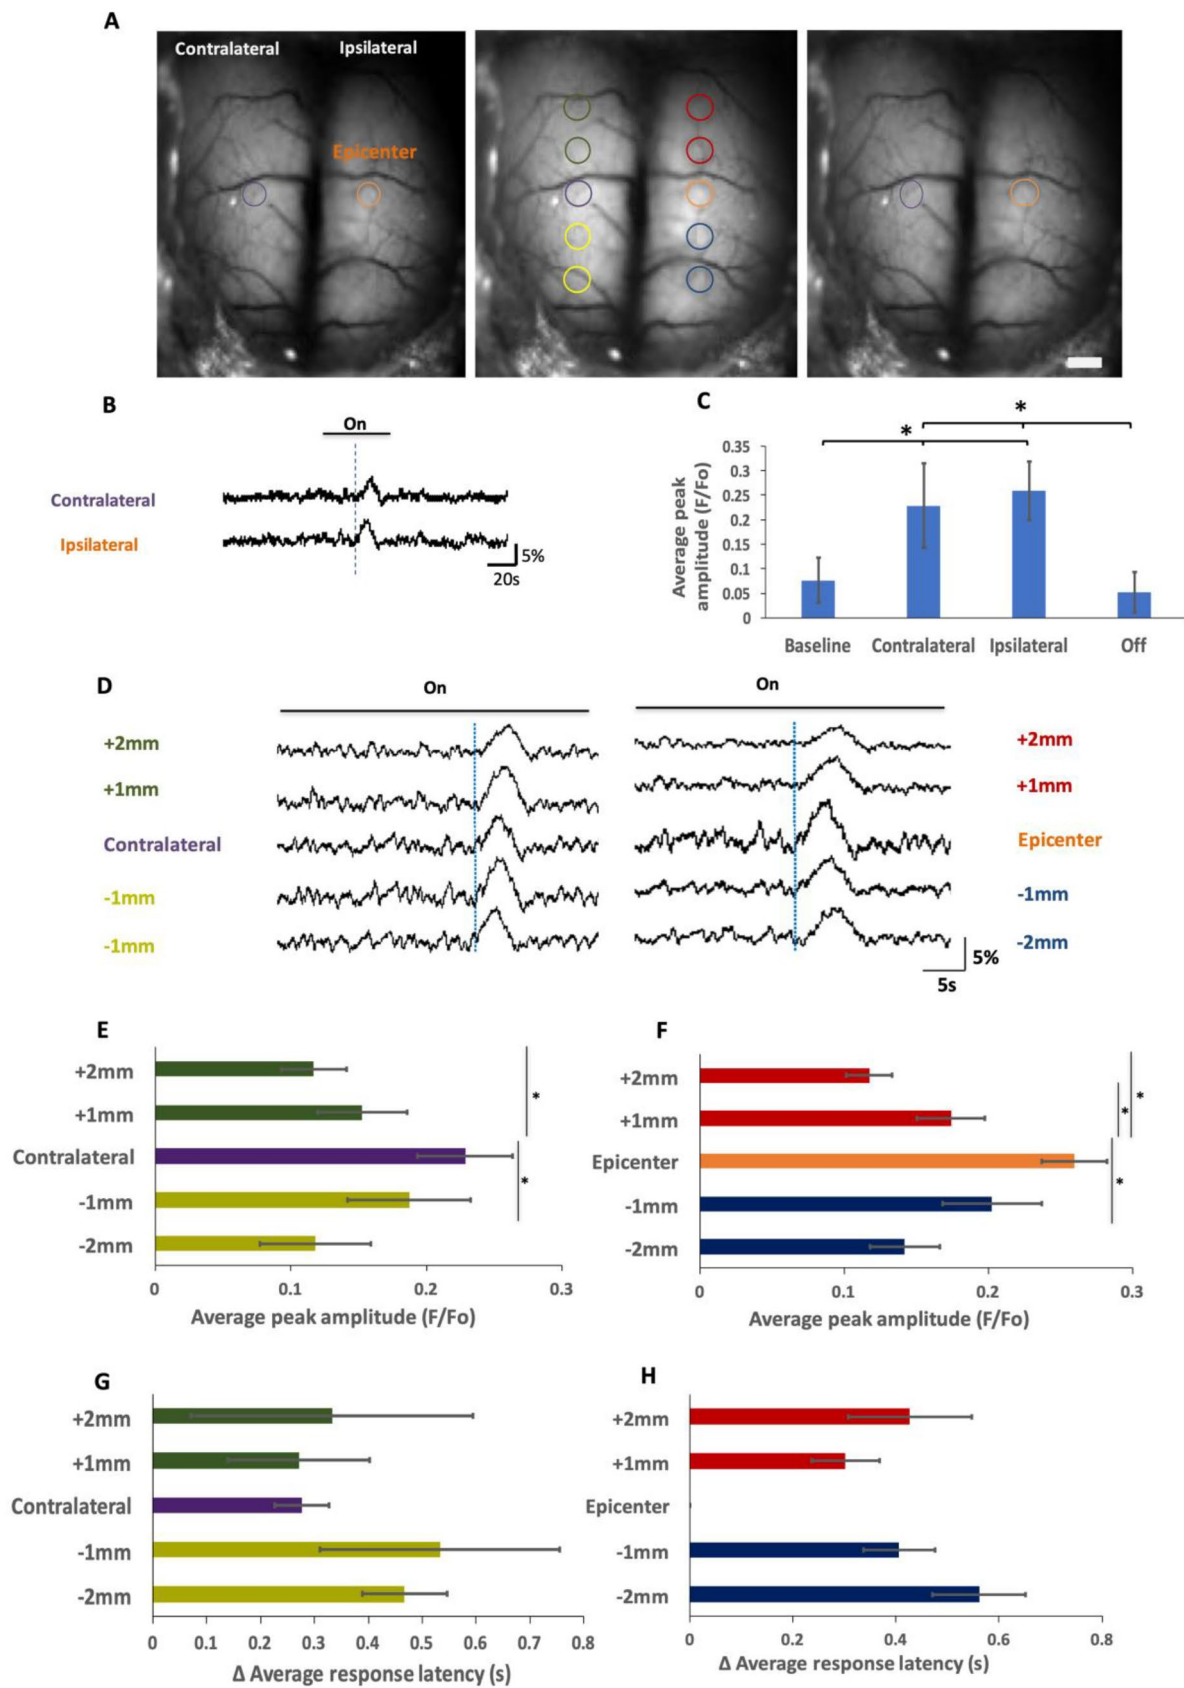 A
Contralateral
Ipsilateral
Epicenter
B
On
Contralateral
Ipsilateral
5%
20s
C
*
*
Average peak
amplitude (F/Fo)
0.35
0.3
0.25
0.2
0.15
0.1
0.05
0
Baseline
Contralateral
Ipsilateral
Off
D
On
On
+2mm
+1mm
Contralateral
-1mm
-1mm
+2mm
+1mm
Epicenter
-1mm
-2mm
5%
5s
E
+2mm
+1mm
Contralateral
-1mm
-2mm
*
*
0
0.1
0.2
0.3
Average peak amplitude (F/Fo)
F
+2mm
+1mm
Epicenter
-1mm
-2mm
*
*
*
0
0.1
0.2
0.3
Average peak amplitude (F/Fo)
G
+2mm
+1mm
Contralateral
-1mm
-2mm
0
0.1
0.2
0.3
0.4
0.5
0.6
0.7
0.8
Δ Average response latency (s)
H
+2mm
+1mm
Epicenter
-1mm
-2mm
0
0.2
0.4
0.6
0.8
Δ Average response latency (s)